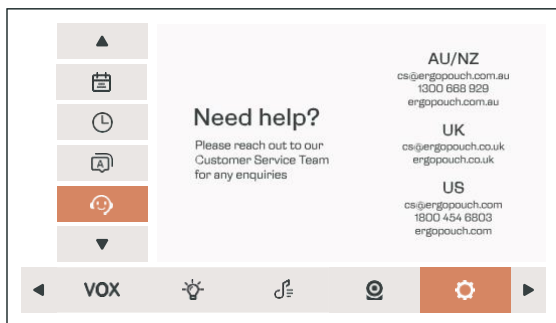 AU/NZ
cs@ergopouch.com.au
1300 668 929
ergopouch.com.au
Need help?
Please reach out to our
Customer Service Team
for any enquiries
UK
cs@ergopouch.co.uk
ergopouch.co.uk
US
cs@ergopouch.com
1800 454 6803
ergopouch.com
A
VOX